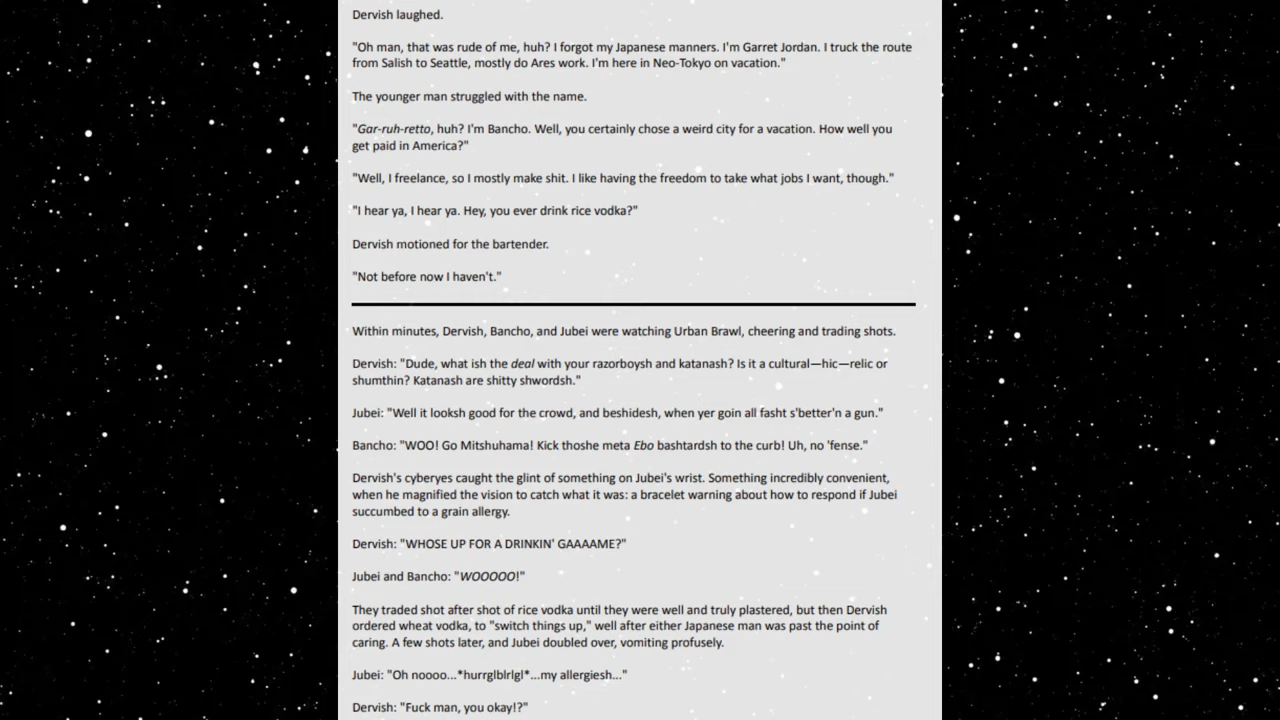 Dervish laughed.
"Oh man, that was rude of me, huh? I forgot my Japanese manners. I'm Garret Jordan. I truck the route
from Salish to Seattle, mostly do Ares work. I'm here in Neo-Tokyo on vacation."
The younger man struggled with the name.
"Gar-ruh-retto, huh? I'm Bancho. Well, you certainly chose a weird city for a vacation. How well you
get paid in America?"
"Well, I freelance, so I mostly make shit. I like having the freedom to take what jobs I want, though."
"I hear ya, I hear ya. Hey, you ever drink rice vodka?"
Dervish motioned for the bartender.
"Not before now I haven't."
Within minutes, Dervish, Bancho, and Jubei were watching Urban Brawl, cheering and trading shots.
Dervish: "Dude, what ish the deal with your razorboysh and katanash? Is it a cultural—hic—relic or
shumthin? Katanash are shitty shwordsh."
Jubei: "Well it looksh good for the crowd, and beshidesh, when yer goin all fasht s'better'n a gun."
Bancho: "WOO! Go Mitshuhama! Kick thoshe meta Ebo bashtardsh to the curb! Uh, no 'fense."
Dervish's cybereyes caught the glint of something on Jubei's wrist. Something incredibly convenient,
when he magnified the vision to catch what it was: a bracelet warning about how to respond if Jubei
succumbed to a grain allergy.
Dervish: "WHOSE UP FOR A DRINKIN' GAAAAME?"
Jubei and Bancho: "WOOOOO!"
They traded shot after shot of rice vodka until they were well and truly plastered, but then Dervish
ordered wheat vodka, to "switch things up," well after either Japanese man was past the point of
caring. A few shots later, and Jubei doubled over, vomiting profusely.
Jubei: "Oh noooo...*hurrglblrlgl*...my allergiesh..."
Dervish: "Fuck man, you okay!?"